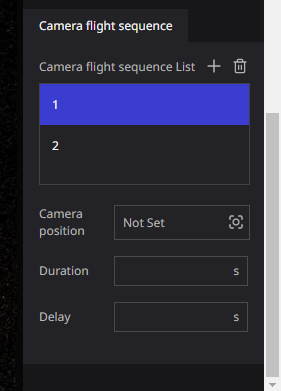 Camera flight sequence
Camera flight sequence List
1
2
Camera
position
Not Set
Duration
s
Delay
s